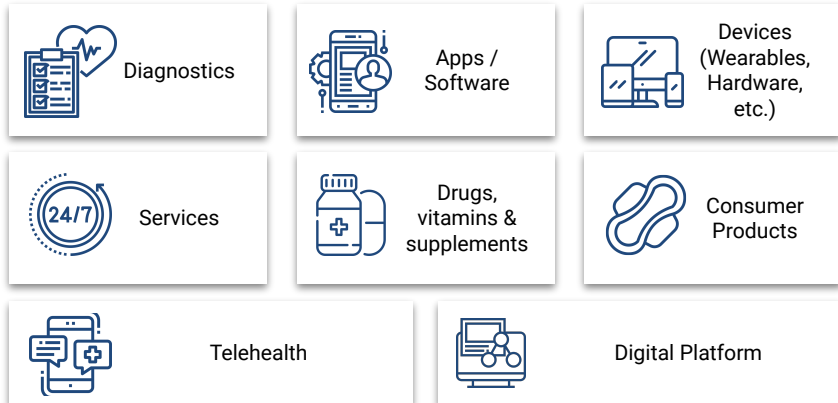 Diagnostics
Apps /
Software
Devices
(Wearables,
Hardware,
etc.)
24/7
Services
Drugs,
vitamins &
supplements
Consumer
Products
Telehealth
Digital Platform